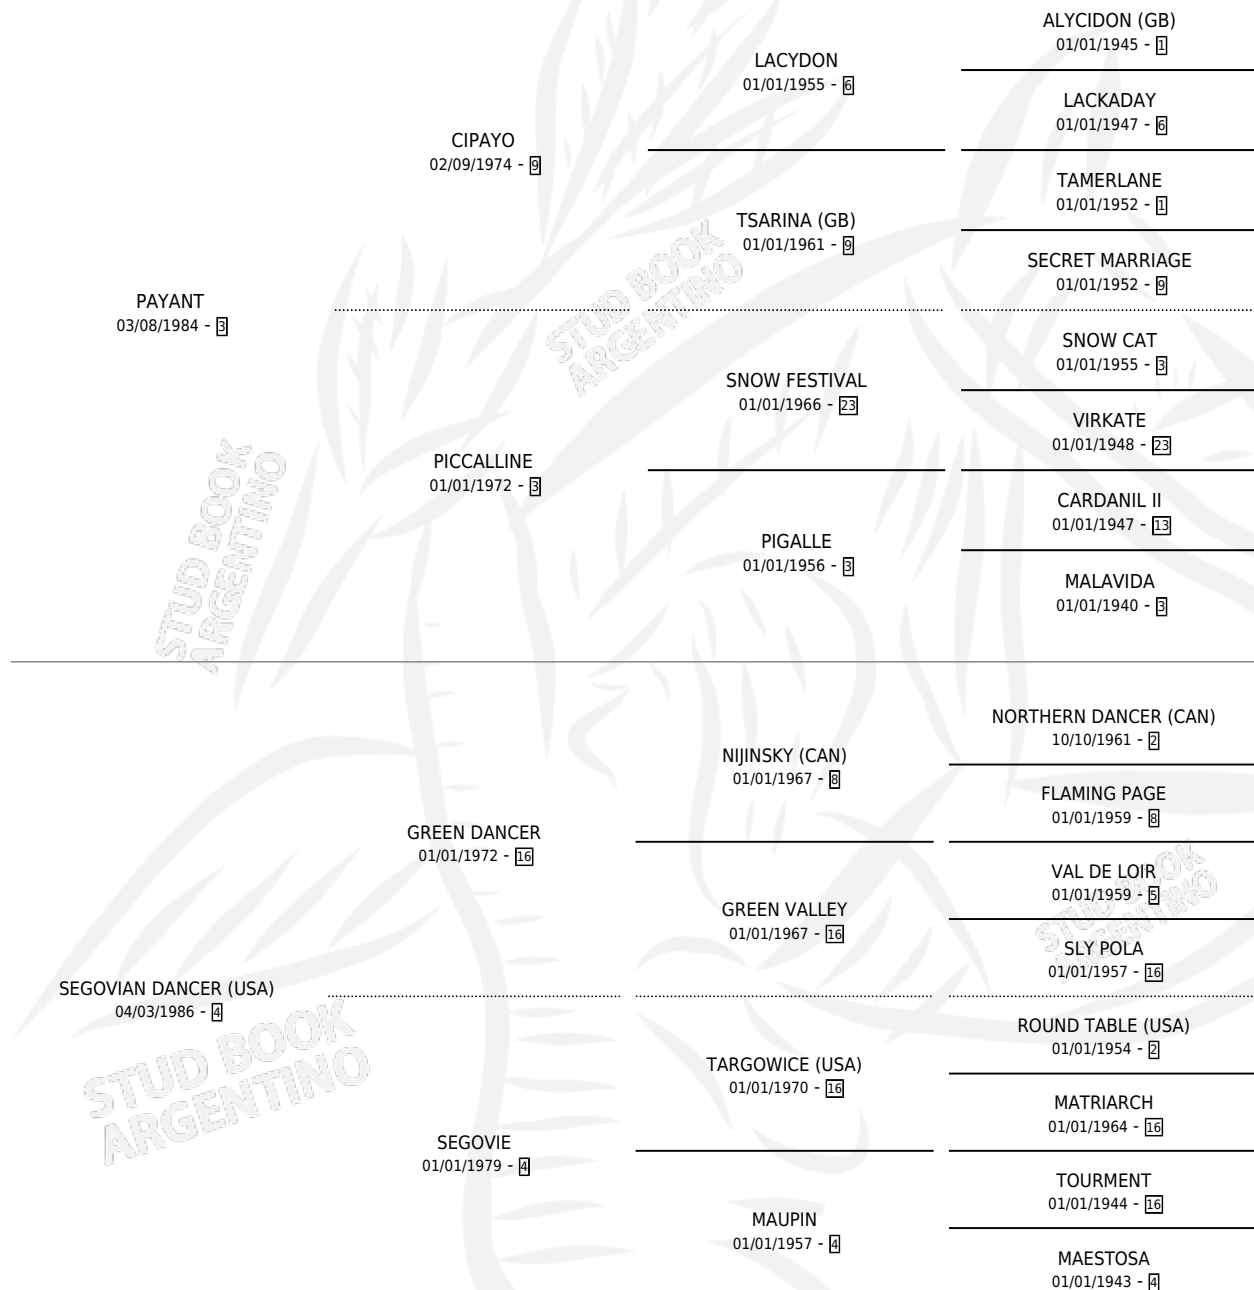 ALYCIDON (GB)
01/01/1945 - 1
LACYDON
01/01/1955 - 6
LACKADAY
01/01/1947 - 6
CIPAYO
02/09/1974 - 9
TAMERLANE
01/01/1952 - 1
TSARINA (GB)
01/01/1961 - 9
SECRET MARRIAGE
01/01/1952 - 9
PAYANT
03/08/1984 - 3
STUD BOOK
ARGENTINO
SNOW CAT
01/01/1955 - 3
SNOW FESTIVAL
01/01/1966 - 23
VIRKATE
01/01/1948 - 23
PICCALLINE
01/01/1972 - 3
CARDANIL II
01/01/1947 - 13
PIGALLE
01/01/1956 - 3
MALAVIDA
01/01/1940 - 3
STUD BOOK
ARGENTINO
NORTHERN DANCER (CAN)
10/10/1961 - 2
NIJINSKY (CAN)
01/01/1967 - 8
FLAMING PAGE
01/01/1959 - 8
GREEN DANCER
01/01/1972 - 16
VAL DE LOIR
01/01/1959 - 5
GREEN VALLEY
01/01/1967 - 16
SLY POLA
01/01/1957 - 16
STUD BOOK
ARGENTINO
SEGOVIAN DANCER (USA)
04/03/1986 - 4
ROUND TABLE (USA)
01/01/1954 - 2
TARGOWICE (USA)
01/01/1970 - 16
MATRIARCH
01/01/1964 - 16
STUD BOOK
ARGENTINO
SEGOVIE
01/01/1979 - 4
TOURMENT
01/01/1944 - 16
MAUPIN
01/01/1957 - 4
MAESTOSA
01/01/1943 - 4